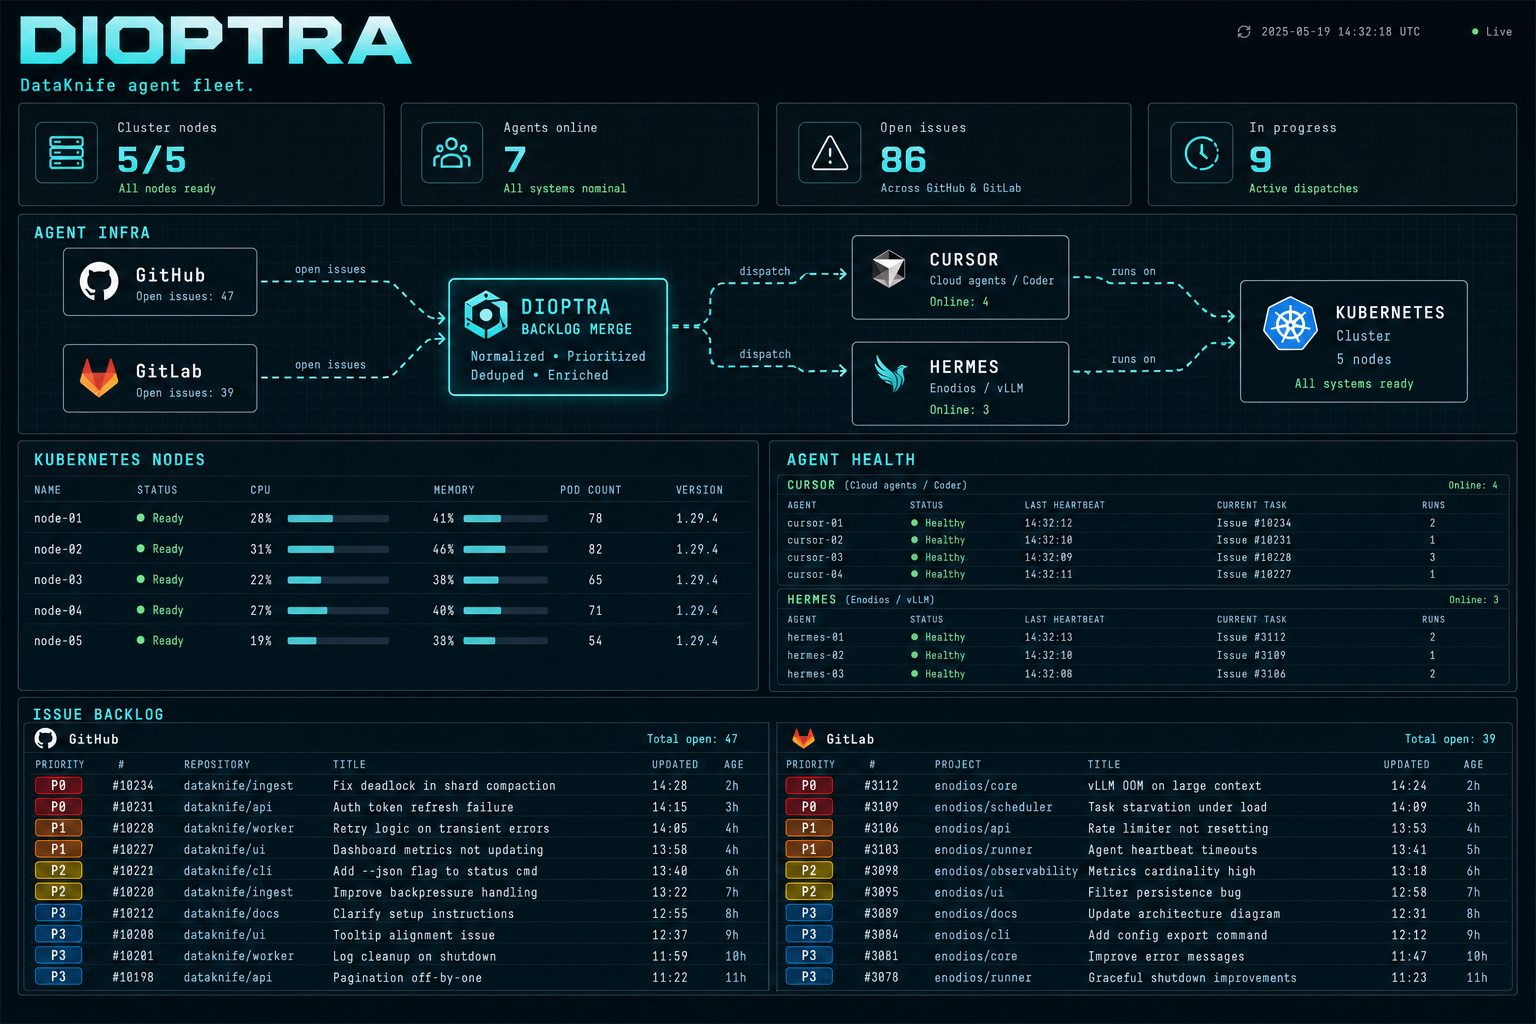 DIOPTRA
DataKnife agent fleet.
2025-05-19 14:32:18 UTC
Live
Cluster nodes
5/5
All nodes ready
Agents online
7
All systems nominal
Open issues
86
Across GitHub & GitLab
In progress
9
Active dispatches
AGENT INFRA
GitHub
Open issues: 47
open issues
GitLab
Open issues: 39
open issues
DIOPTRA
BACKLOG MERGE
Normalized • Prioritized
Deduped • Enriched
dispatch
dispatch
CURSOR
Cloud agents / Coder
Online: 4
HERMES
Enodios / vLLM
Online: 3
runs on
runs on
KUBERNETES
Cluster
5 nodes
All systems ready
KUBERNETES NODES
NAME STATUS CPU MEMORY POD COUNT VERSION
node-01 Ready 28% 41% 78 1.29.4
node-02 Ready 31% 46% 82 1.29.4
node-03 Ready 22% 38% 65 1.29.4
node-04 Ready 27% 40% 71 1.29.4
node-05 Ready 19% 38% 54 1.29.4
AGENT HEALTH
CURSOR (Cloud agents / Coder) Online: 4
AGENT STATUS LAST HEARTBEAT CURRENT TASK RUNS
cursor-01 Healthy 14:32:12 Issue #10234 2
cursor-02 Healthy 14:32:10 Issue #10231 1
cursor-03 Healthy 14:32:09 Issue #10228 3
cursor-04 Healthy 14:32:11 Issue #10227 1
HERMES (Enodios / vLLM) Online: 3
AGENT STATUS LAST HEARTBEAT CURRENT TASK RUNS
hermes-01 Healthy 14:32:13 Issue #3112 2
hermes-02 Healthy 14:32:10 Issue #3109 1
hermes-03 Healthy 14:32:08 Issue #3106 2
ISSUE BACKLOG
GitHub Total open: 47
PRIORITY # REPOSITORY TITLE UPDATED AGE
P0 #10234 dataknife/ingest Fix deadlock in shard compaction 14:28 2h
P0 #10231 dataknife/api Auth token refresh failure 14:15 3h
P1 #10228 dataknife/worker Retry logic on transient errors 14:05 4h
P1 #10227 dataknife/ui Dashboard metrics not updating 13:58 4h
P2 #10221 dataknife/cli Add --json flag to status cmd 13:40 6h
P2 #10220 dataknife/ingest Improve backpressure handling 13:22 7h
P3 #10212 dataknife/docs Clarify setup instructions 12:55 8h
P3 #10208 dataknife/ui Tooltip alignment issue 12:37 9h
P3 #10201 dataknife/worker Log cleanup on shutdown 11:59 10h
P3 #10198 dataknife/api Pagination off-by-one 11:22 11h
GitLab Total open: 39
PRIORITY # PROJECT TITLE UPDATED AGE
P0 #3112 enodios/core vLLM OOM on large context 14:24 2h
P0 #3109 enodios/scheduler Task starvation under load 14:09 3h
P1 #3106 enodios/api Rate limiter not resetting 13:53 4h
P1 #3103 enodios/runner Agent heartbeat timeouts 13:41 5h
P2 #3098 enodios/observability Metrics cardinality high 13:18 6h
P2 #3095 enodios/ui Filter persistence bug 12:58 7h
P3 #3089 enodios/docs Update architecture diagram 12:31 8h
P3 #3084 enodios/cli Add config export command 12:12 9h
P3 #3081 enodios/core Improve error messages 11:47 10h
P3 #3078 enodios/runner Graceful shutdown improvements 11:23 11h